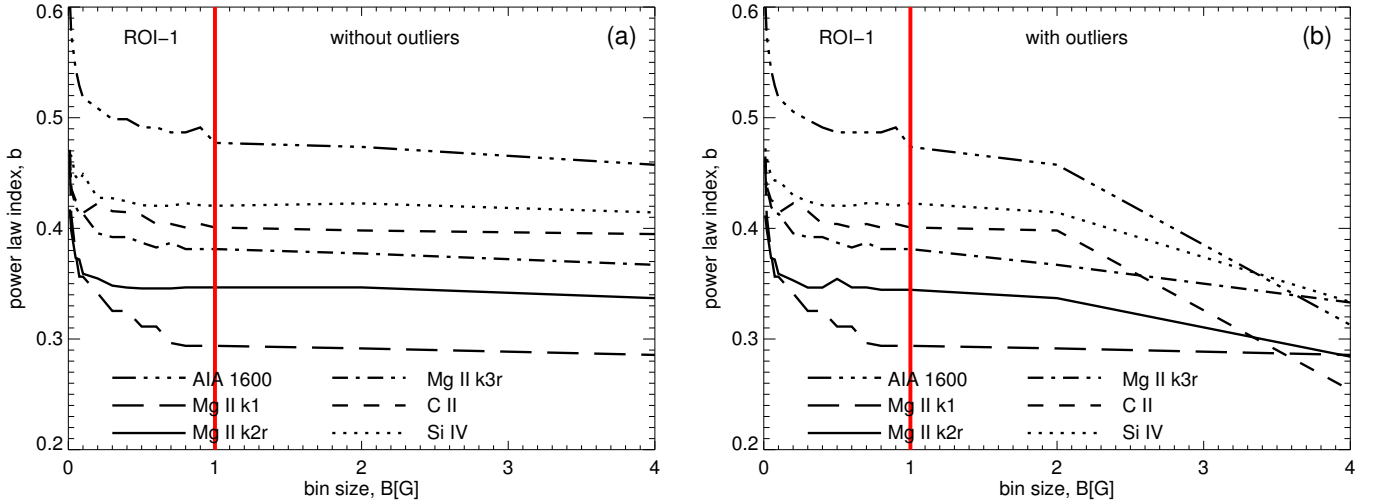 0.6
0.5
0.4
0.3
0.2
power law index, b
ROI−1
without outliers
(a)
AIA 1600
Mg II k1
Mg II k2r
Mg II k3r
C II
Si IV
0 1 2 3 4
bin size, B[G]
0.6
0.5
0.4
0.3
0.2
power law index, b
ROI−1
with outliers
(b)
AIA 1600
Mg II k1
Mg II k2r
Mg II k3r
C II
Si IV
0 1 2 3 4
bin size, B[G]